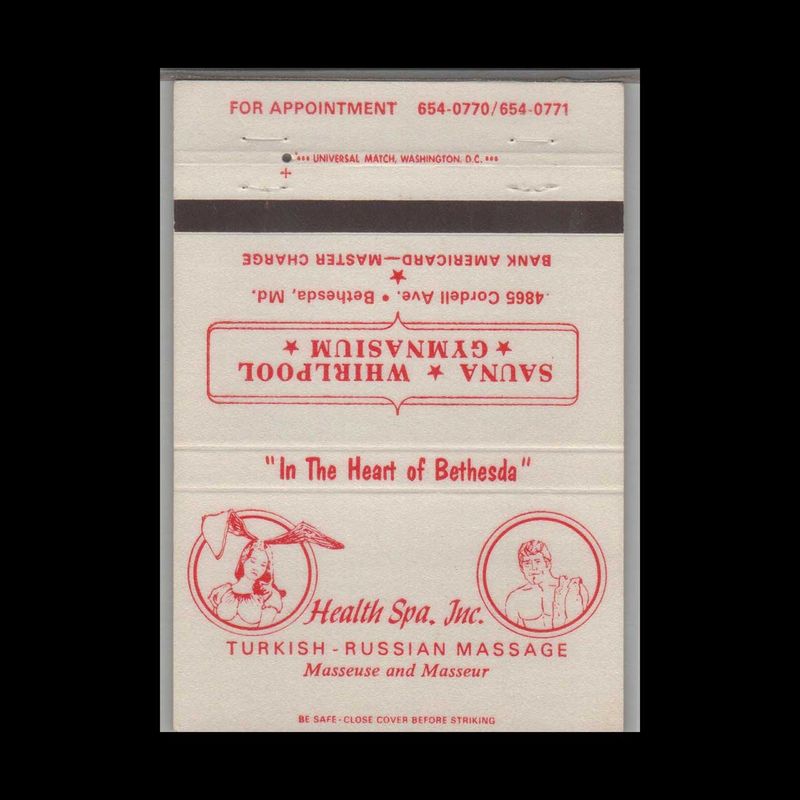 FOR APPOINTMENT 654-0770/654-0771
*** UNIVERSAL MATCH, WASHINGTON, D.C. ***
SAUNA ★ WHIRLPOOL
★ GYMNASIUM ★
4865 Cordell Ave. • Bethesda, Md.
★
BANK AMERICARD—MASTER CHARGE
"In The Heart of Bethesda"
Health Spa, Inc.
TURKISH - RUSSIAN MASSAGE
Masseuse and Masseur
BE SAFE - CLOSE COVER BEFORE STRIKING